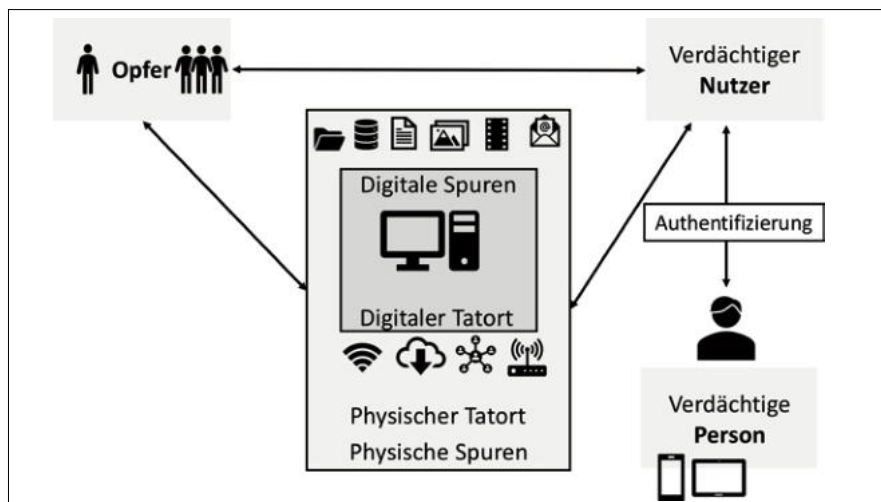 Opfer
Verdächtiger
Nutzer
Digitale Spuren
Digitaler Tatort
Authentifizierung
Physischer Tatort
Physische Spuren
Verdächtige
Person